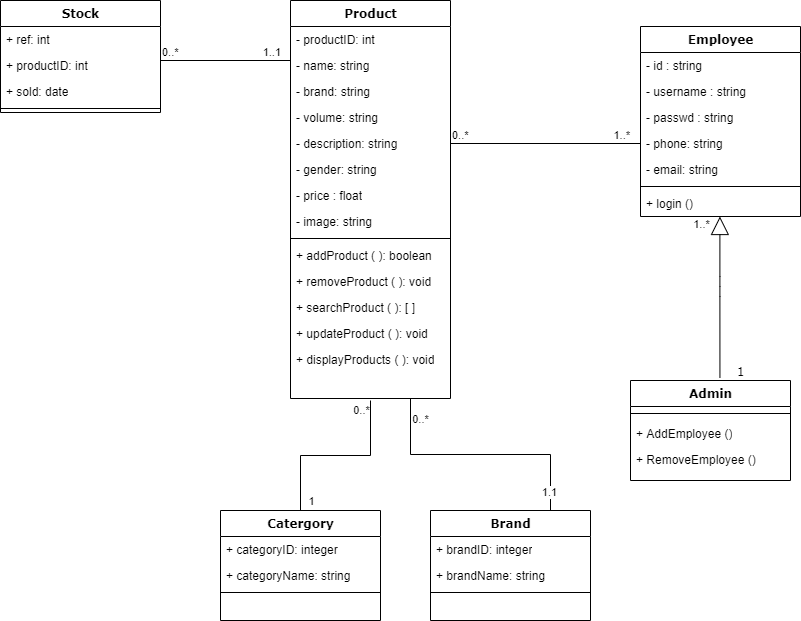 Stock
+ ref: int
+ productID: int
+ sold: date
0..*
1..1
Product
- productID: int
- name: string
- brand: string
- volume: string
- description: string
- gender: string
- price : float
- image: string
+ addProduct ( ): boolean
+ removeProduct ( ): void
+ searchProduct ( ): [ ]
+ updateProduct ( ): void
+ displayProducts ( ): void
0..*
1..*
Employee
- id : string
- username : string
- passwd : string
- phone: string
- email: string
+ login ()
1..*
1
Admin
+ AddEmployee ()
+ RemoveEmployee ()
0..*
0..*
1
1.1
Catergory
+ categoryID: integer
+ categoryName: string
Brand
+ brandID: integer
+ brandName: string